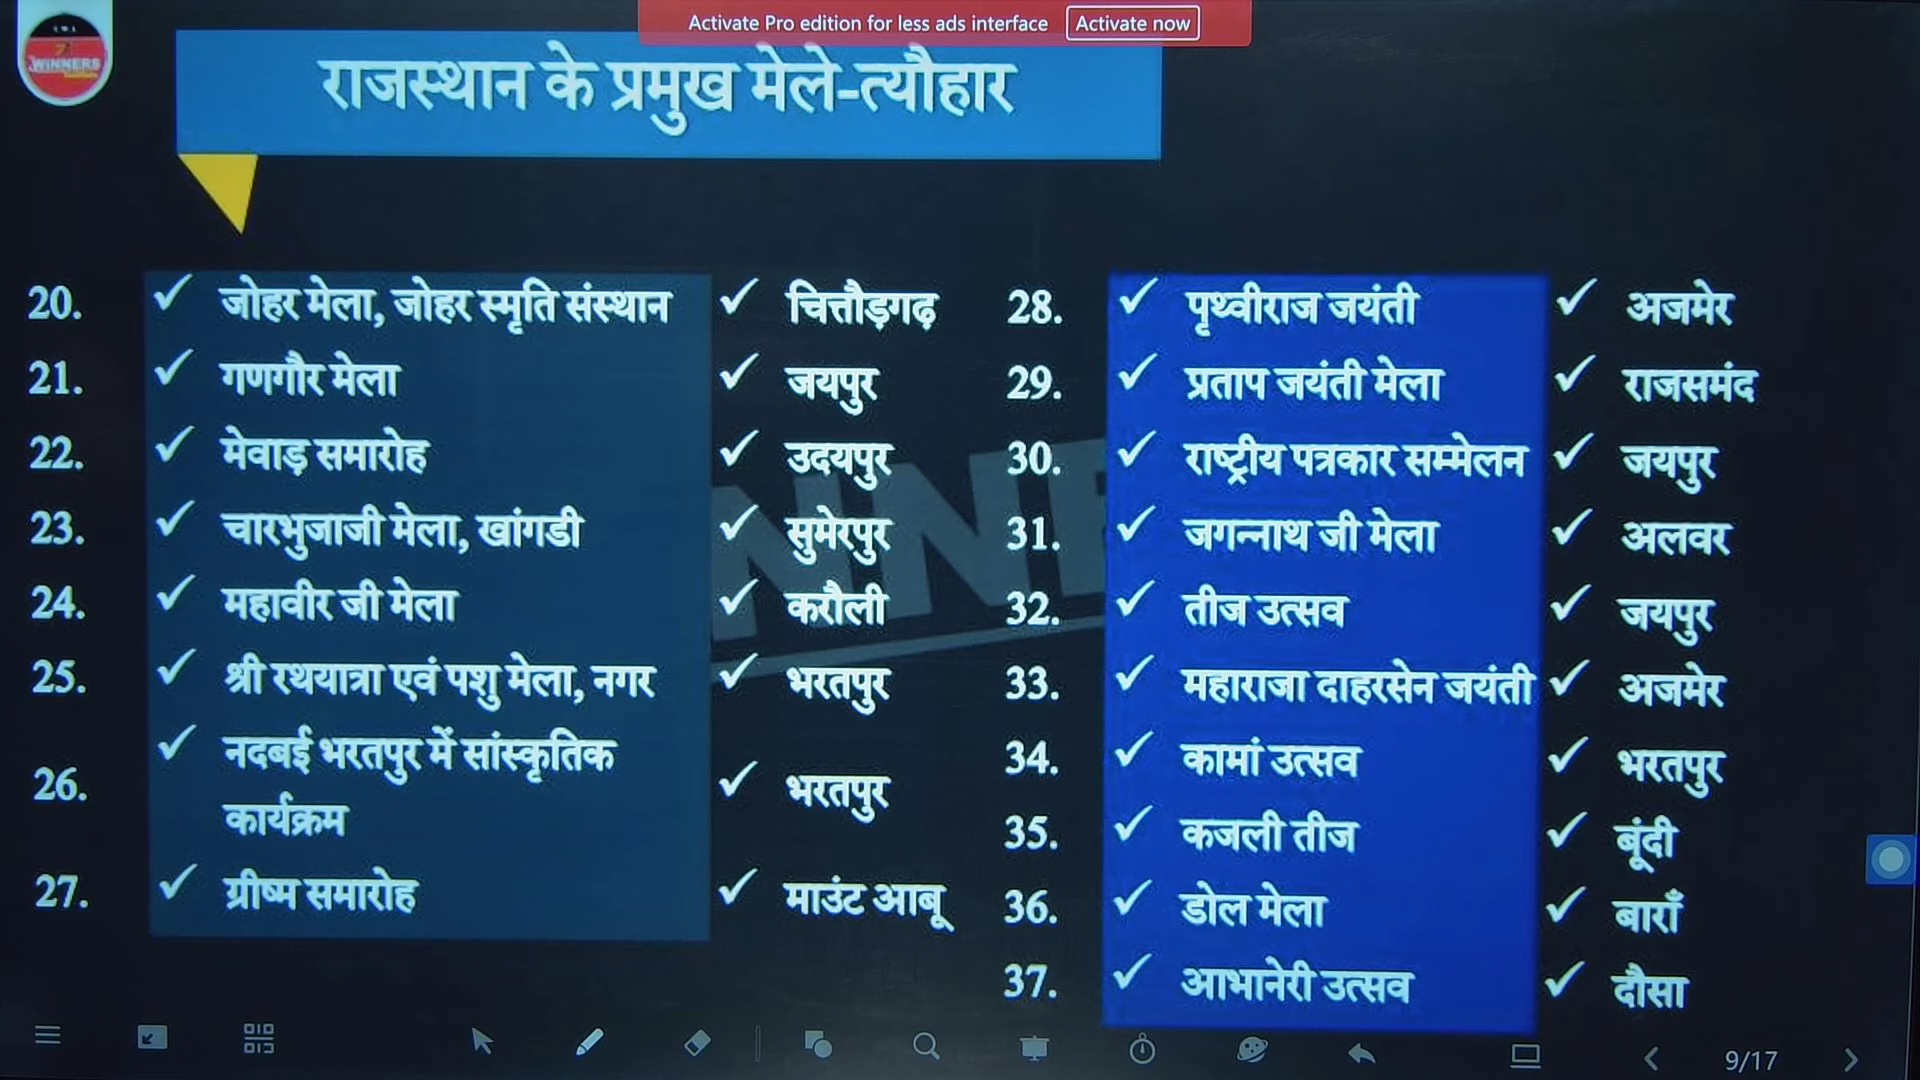 Activate Pro edition for less ads interface Activate now
WINNERS
राजस्थान के प्रमुख मेले-त्यौहार
20. ✓ जोहर मेला, जोहर स्मृति संस्थान ✓ चित्तौड़गढ़
21. ✓ गणगौर मेला ✓ जयपुर
22. ✓ मेवाड़ समारोह ✓ उदयपुर
23. ✓ चारभुजाजी मेला, खांगडी ✓ सुमेरपुर
24. ✓ महावीर जी मेला ✓ करौली
25. ✓ श्री रथयात्रा एवं पशु मेला, नगर ✓ भरतपुर
26. ✓ नदबई भरतपुर में सांस्कृतिक
कार्यक्रम ✓ भरतपुर
27. ✓ ग्रीष्म समारोह ✓ माउंट आबू
28. ✓ पृथ्वीराज जयंती ✓ अजमेर
29. ✓ प्रताप जयंती मेला ✓ राजसमंद
30. ✓ राष्ट्रीय पत्रकार सम्मेलन ✓ जयपुर
31. ✓ जगन्नाथ जी मेला ✓ अलवर
32. ✓ तीज उत्सव ✓ जयपुर
33. ✓ महाराजा दाहरसेन जयंती ✓ अजमेर
34. ✓ कामां उत्सव ✓ भरतपुर
35. ✓ कजली तीज ✓ बूंदी
36. ✓ डोल मेला ✓ बाराँ
37. ✓ आभानेरी उत्सव ✓ दौसा
9/17